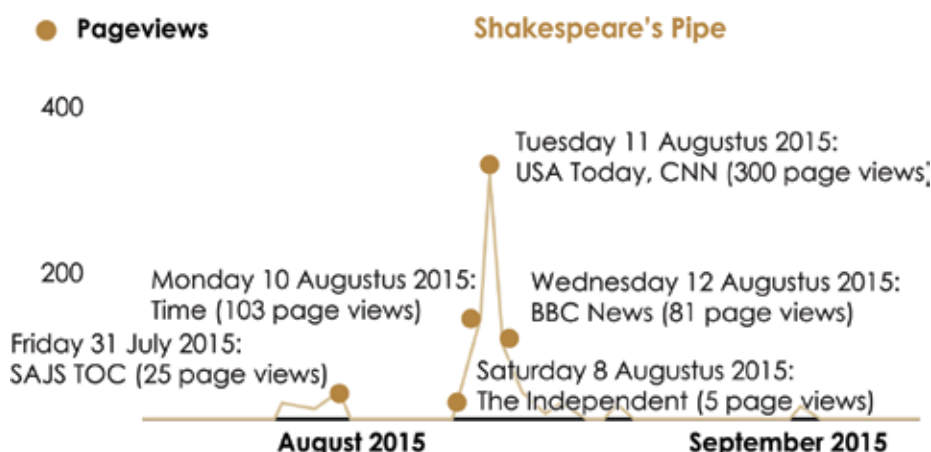 Pageviews
Shakespeare's Pipe
400
Tuesday 11 Augustus 2015:
USA Today, CNN (300 page views)
200
Monday 10 Augustus 2015:
Time (103 page views)
Wednesday 12 Augustus 2015:
BBC News (81 page views)
Friday 31 July 2015:
SAJS TOC (25 page views)
Saturday 8 Augustus 2015:
The Independent (5 page views)
August 2015
September 2015